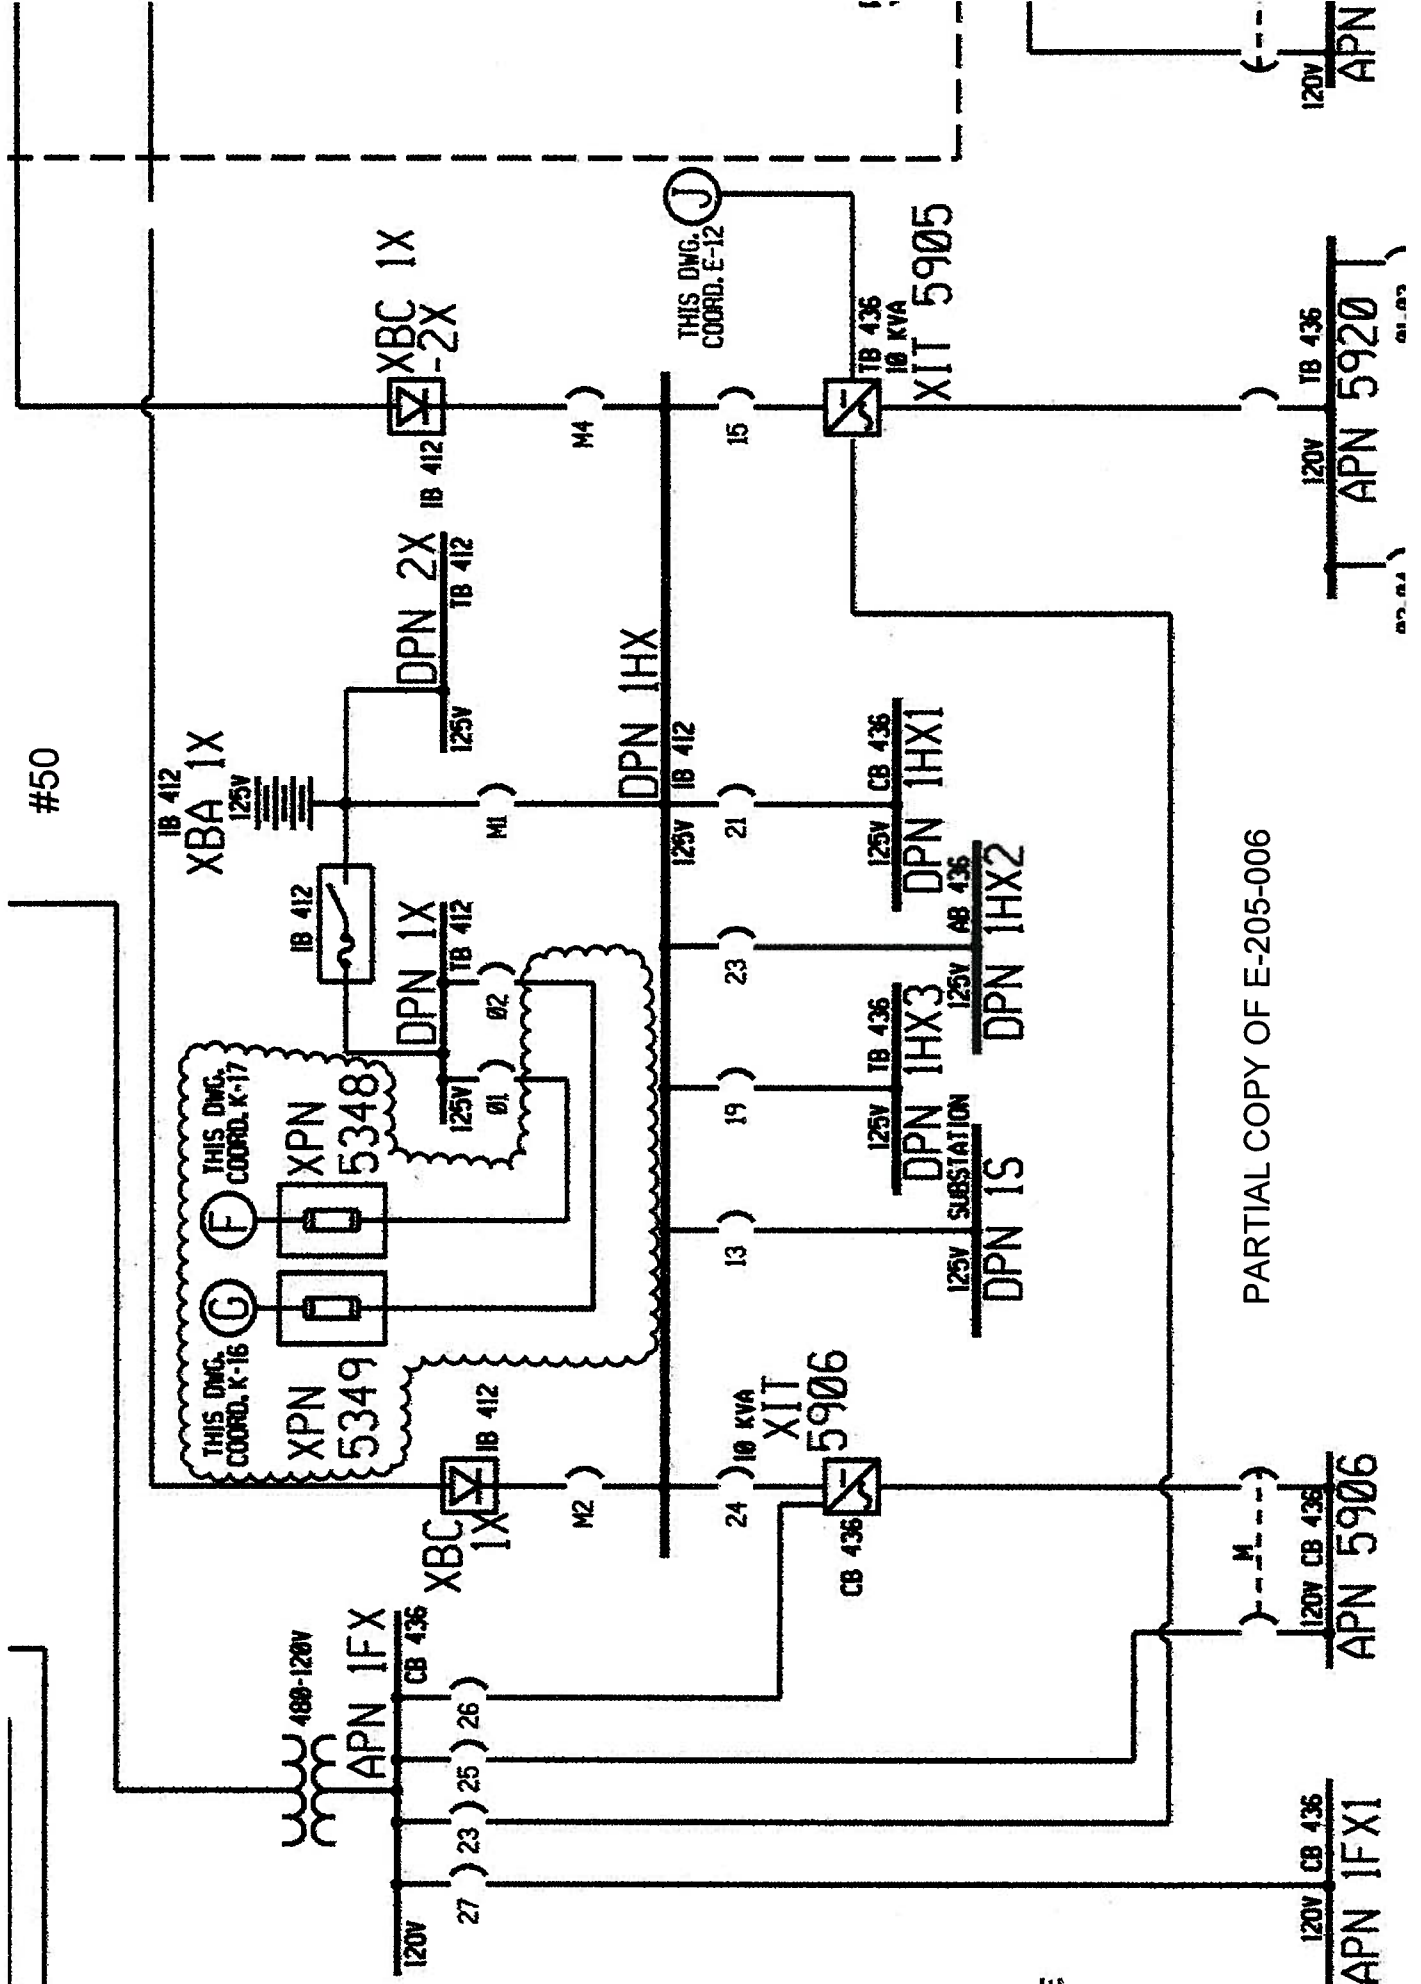 #50
480-120V
APN 1FX
120V
CB 436
27
23
25
26
THIS DWG.
COORD. K-16
G
XPN
5349
THIS DWG.
COORD. K-17
F
XPN
5348
XBC
1X
IB 412
M2
IB 412
DPN 1X
125V
TB 412
01
02
IB 412
XBA 1X
125V
M1
DPN 2X
125V
TB 412
XBC 1X
-2X
IB 412
M4
DPN 1HX
125V
IB 412
24
13
19
23
21
15
10 KVA
XIT
5906
CB 436
125V SUBSTATION
DPN 1S
125V TB 436
DPN 1HX3
125V AB 436
DPN 1HX2
125V CB 436
DPN 1HX1
THIS DWG.
COORD. E-12
J
TB 436
10 KVA
XIT 5905
120V CB 436
APN 1FX1
M
120V CB 436
APN 5906
120V TB 436
APN 5920
120V
APN
PARTIAL COPY OF E-205-006